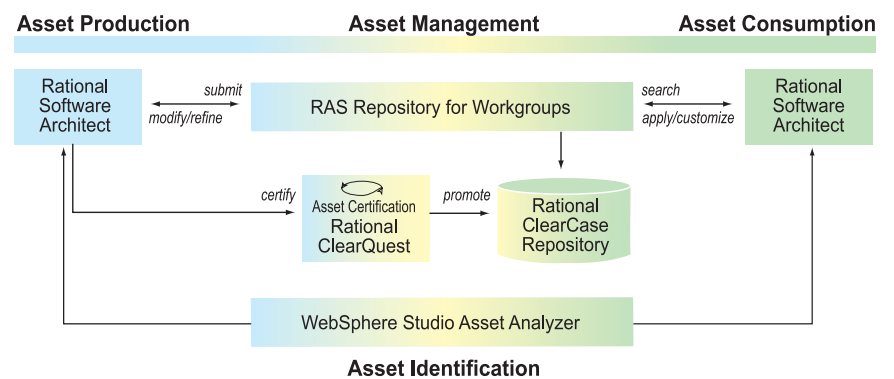 Asset Production
Asset Management
Asset Consumption
Rational
Software
Architect
submit
modify/refine
RAS Repository for Workgroups
search
apply/customize
Rational
Software
Architect
certify
Asset Certification
Rational
ClearQuest
promote
Rational
ClearCase
Repository
WebSphere Studio Asset Analyzer
Asset Identification